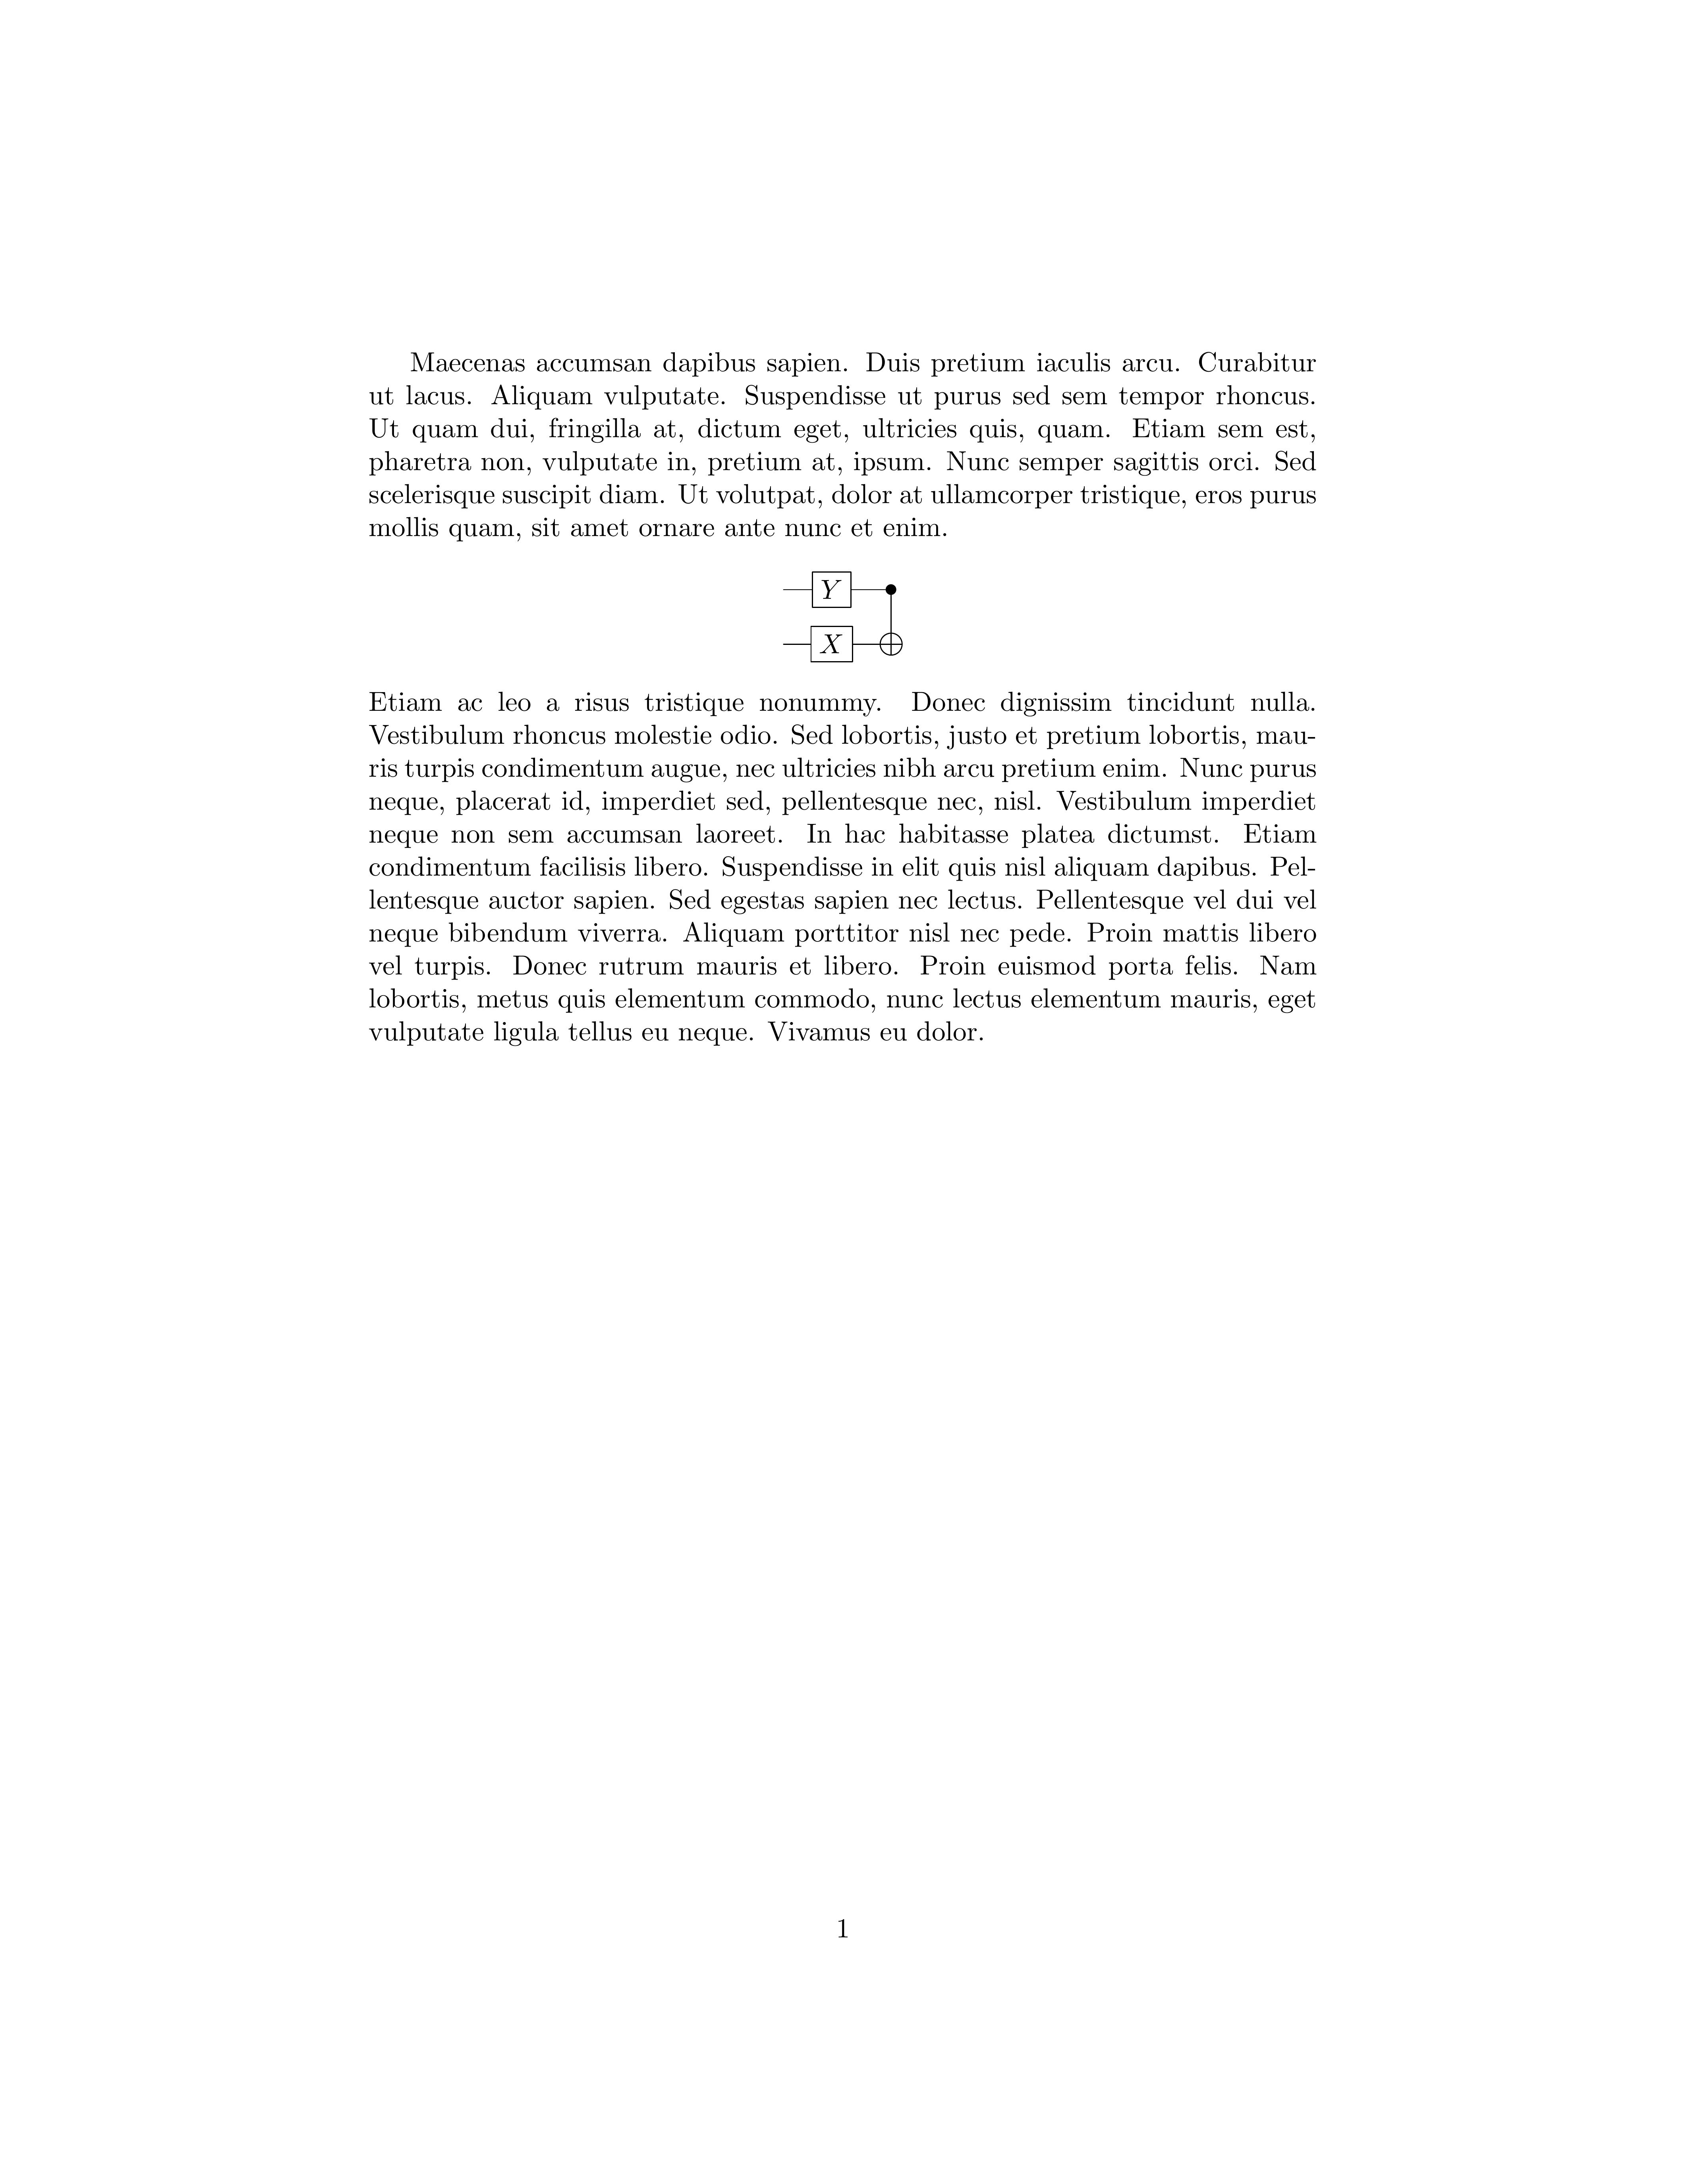 Maecenas accumsan dapibus sapien. Duis pretium iaculis arcu. Curabitur
ut lacus. Aliquam vulputate. Suspendisse ut purus sed sem tempor rhoncus.
Ut quam dui, fringilla at, dictum eget, ultricies quis, quam. Etiam sem est,
pharetra non, vulputate in, pretium at, ipsum. Nunc semper sagittis orci. Sed
scelerisque suscipit diam. Ut volutpat, dolor at ullamcorper tristique, eros purus
mollis quam, sit amet ornare ante nunc et enim.
Y
X
Etiam ac leo a risus tristique nonummy. Donec dignissim tincidunt nulla.
Vestibulum rhoncus molestie odio. Sed lobortis, justo et pretium lobortis, mau-
ris turpis condimentum augue, nec ultricies nibh arcu pretium enim. Nunc purus
neque, placerat id, imperdiet sed, pellentesque nec, nisl. Vestibulum imperdiet
neque non sem accumsan laoreet. In hac habitasse platea dictumst. Etiam
condimentum facilisis libero. Suspendisse in elit quis nisl aliquam dapibus. Pel-
lentesque auctor sapien. Sed egestas sapien nec lectus. Pellentesque vel dui vel
neque bibendum viverra. Aliquam porttitor nisl nec pede. Proin mattis libero
vel turpis. Donec rutrum mauris et libero. Proin euismod porta felis. Nam
lobortis, metus quis elementum commodo, nunc lectus elementum mauris, eget
vulputate ligula tellus eu neque. Vivamus eu dolor.
1